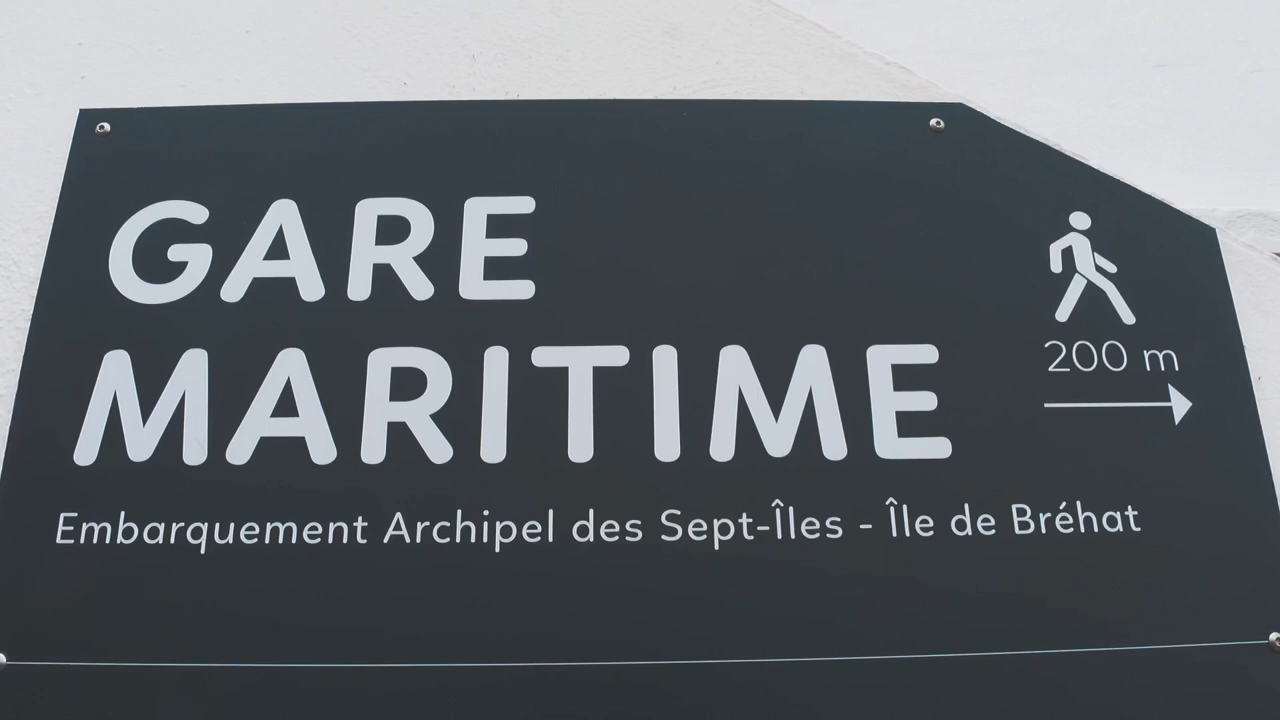 GARE
MARITIME
200 m
Embarquement Archipel des Sept-Îles - Île de Bréhat